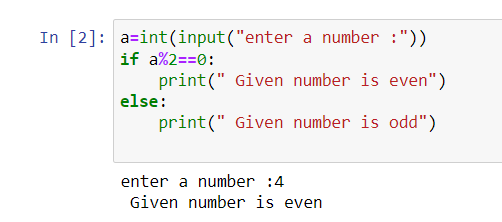 In [2]: a=int(input("enter a number :"))
if a%2==0:
    print(" Given number is even")
else:
    print(" Given number is odd")
enter a number :4
 Given number is even